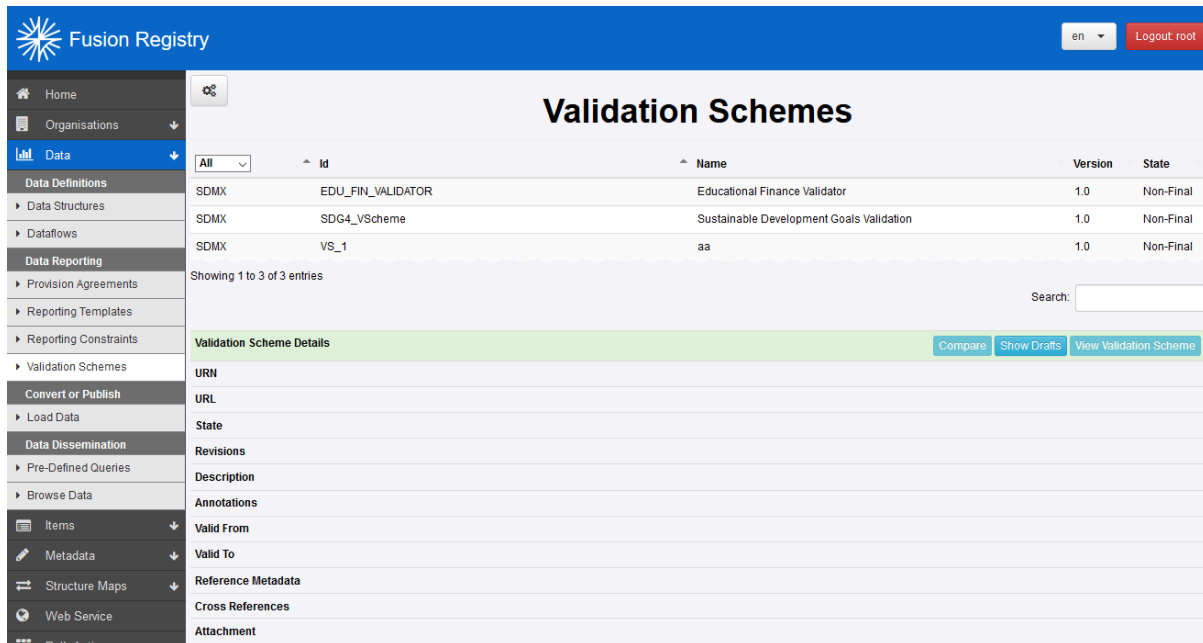 Fusion Registry
en
Logout: root
Home
Organisations
Data
Data Definitions
Data Structures
Dataflows
Data Reporting
Provision Agreements
Reporting Templates
Reporting Constraints
Validation Schemes
Convert or Publish
Load Data
Data Dissemination
Pre-Defined Queries
Browse Data
Items
Metadata
Structure Maps
Web Service
Validation Schemes
All Id Name Version State
SDMX EDU_FIN_VALIDATOR Educational Finance Validator 1.0 Non-Final
SDMX SDG4_VScheme Sustainable Development Goals Validation 1.0 Non-Final
SDMX VS_1 aa 1.0 Non-Final
Showing 1 to 3 of 3 entries
Search:
Validation Scheme Details Compare Show Drafts View Validation Scheme
URN
URL
State
Revisions
Description
Annotations
Valid From
Valid To
Reference Metadata
Cross References
Attachment